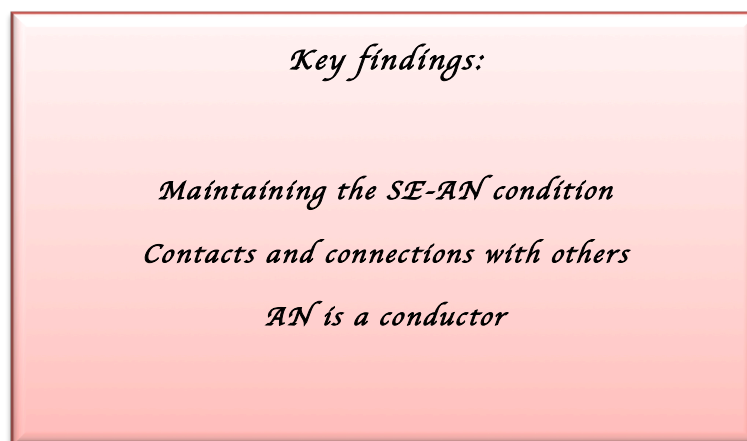 Key findings:
Maintaining the SE-AN condition
Contacts and connections with others
AN is a conductor